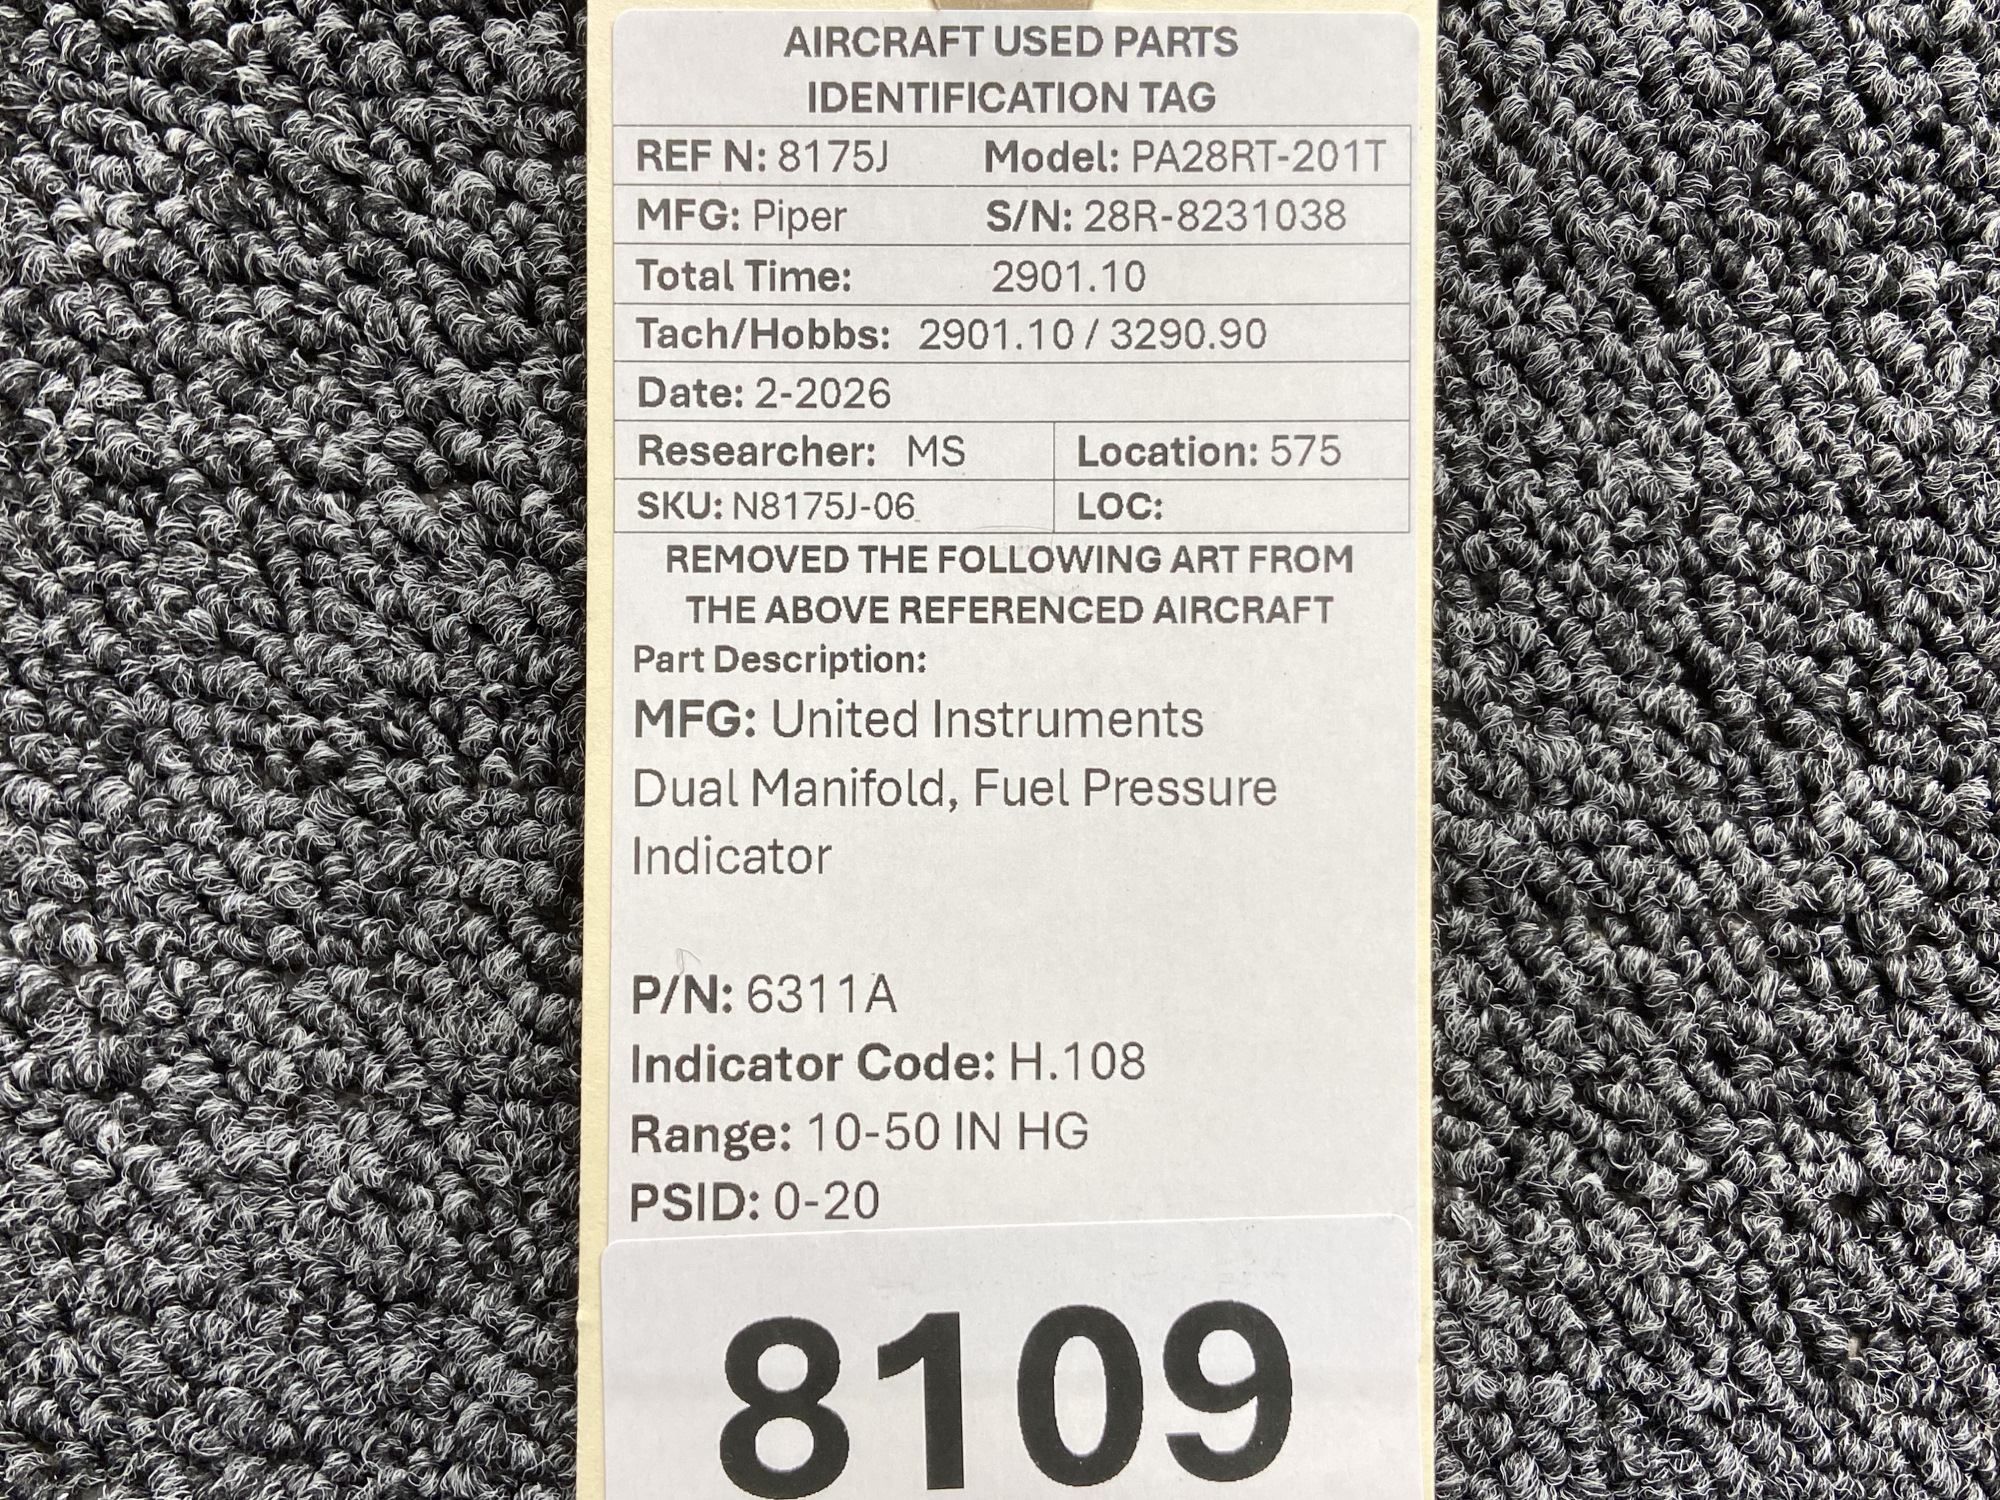 AIRCRAFT USED PARTS
IDENTIFICATION TAG
REF N: 8175J Model: PA28RT-201T
MFG: Piper S/N: 28R-8231038
Total Time: 2901.10
Tach/Hobbs: 2901.10 / 3290.90
Date: 2-2026
Researcher: MS Location: 575
SKU: N8175J-06 LOC:
REMOVED THE FOLLOWING ART FROM
THE ABOVE REFERENCED AIRCRAFT
Part Description:
MFG: United Instruments
Dual Manifold, Fuel Pressure
Indicator
P/N: 6311A
Indicator Code: H.108
Range: 10-50 IN HG
PSID: 0-20
8109